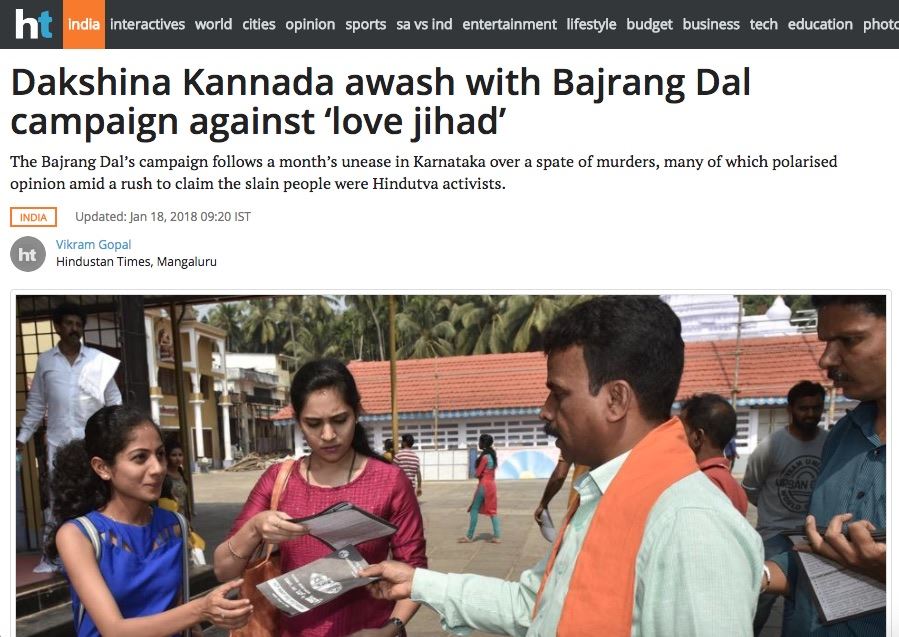 ht india interactives world cities opinion sports sa vs ind entertainment lifestyle budget business tech education
Dakshina Kannada awash with Bajrang Dal
campaign against ‘love jihad’
The Bajrang Dal’s campaign follows a month’s unease in Karnataka over a spate of murders, many of which polarised
opinion amid a rush to claim the slain people were Hindutva activists.
INDIA Updated: Jan 18, 2018 09:20 IST
Vikram Gopal
ht Hindustan Times, Mangaluru
URBAN